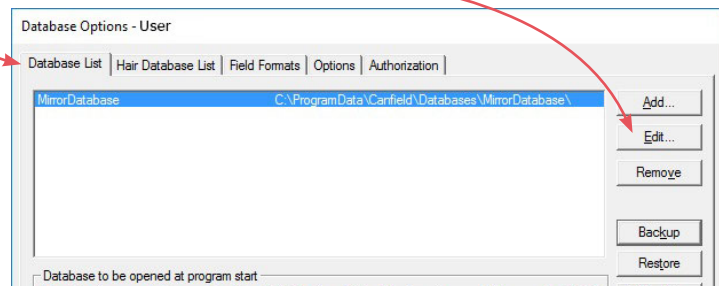 Database Options - User
Database List Hair Database List Field Formats Options Authorization
MirrorDatabase C:\ProgramData\Canfield\Databases\MirrorDatabase\
Add...
Edit...
Remove
Backup
Restore
Database to be opened at program start